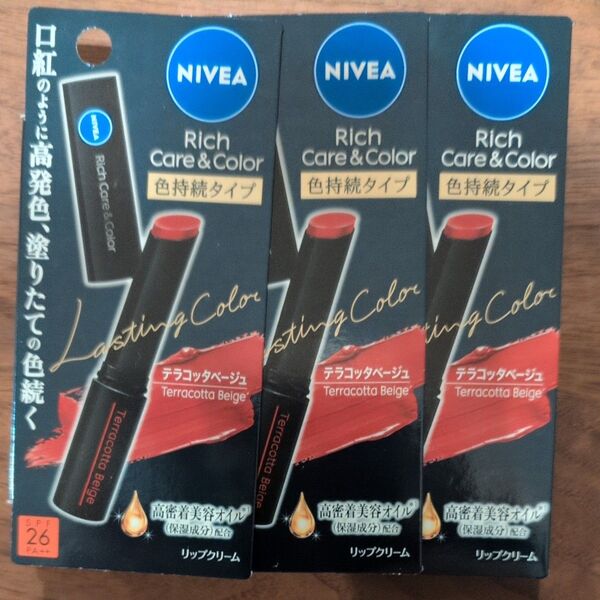 口紅のように高発色、塗りたての色続く
NIVEA
Rich Care & Color
NIVEA
Rich
Care & Color
色持続タイプ
Lasting Color
テラコッタベージュ
Terracotta Beige
Terracotta Beige
SPF
26
PA++
高密着美容オイル
(保湿成分)配合
リップクリーム
NIVEA
Rich
Care & Color
色持続タイプ
Lasting Color
テラコッタベージュ
Terracotta Beige
Terracotta Beige
高密着美容オイル
(保湿成分)配合
リップクリーム
NIVEA
Rich
Care & Color
色持続タイプ
Lasting Color
テラコッタベージュ
Terracotta Beige
高密着美容オイル
(保湿成分)配合
リップクリーム